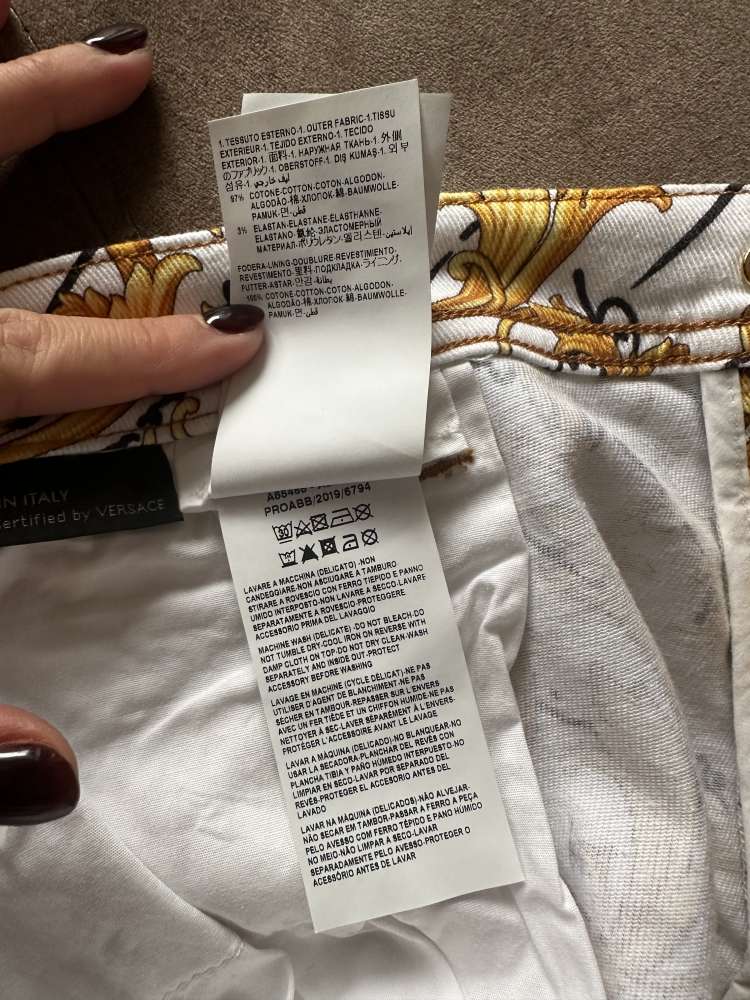 1. TESSUTO ESTERNO-1. OUTER FABRIC-1.TISSU
EXTÉRIEUR-1. TEJIDO EXTERNO-1. TECIDO
EXTERIOR-1. 面料-1. НАРУЖНАЯ ТКАНЬ-1. 外側
のファブリック-1. OBERSTOFF-1. DIŞ KUMAŞ-1. 외부
섬유-1. ليف خارجي
97% COTONE-COTTON-COTON-ALGODON-
ALGODÃO-棉-ХЛОПОК-綿-BAUMWOLLE-
PAMUK-면-قطن
3% ELASTAN-ELASTANE-ELASTHANNE-
ELASTANO-氨纶-ЭЛАСТОМЕРНЫЙ
МАТЕРИАЛ-ポリウレタン-엘리스텐-إيلاستين
FODERA-LINING-DOUBLURE-REVESTIMIENTO-
REVESTIMENTO-里料-ПОДКЛАДКА-ライニング-
FUTTER-ASTAR-안감-بطانة
100% COTONE-COTTON-COTON-ALGODON-
ALGODÃO-棉-ХЛОПОК-綿-BAUMWOLLE-
PAMUK-면-قطن
IN ITALY
Certified by VERSACE
PROABB/2019/6794
30
LAVARE A MACCHINA (DELICATO) -NON
CANDEGGIARE-NON ASCIUGARE A TAMBURO
STIRARE A ROVESCIO CON FERRO TIEPIDO E PANNO
UMIDO INTERPOSTO-NON LAVARE A SECCO-LAVARE
SEPARATAMENTE A ROVESCIO-PROTEGGERE
ACCESSORIO PRIMA DEL LAVAGGIO
MACHINE WASH (DELICATE) -DO NOT BLEACH-DO
NOT TUMBLE DRY-COOL IRON ON REVERSE WITH
DAMP CLOTH ON TOP-DO NOT DRY CLEAN-WASH
SEPARATELY AND INSIDE OUT-PROTECT
ACCESSORY BEFORE WASHING
LAVAGE EN MACHINE (CYCLE DÉLICAT)-NE PAS
UTILISER D'AGENT DE BLANCHIMENT-NE PAS
SÉCHER EN TAMBOUR-REPASSER SUR L'ENVERS
AVEC UN FER TIÈDE ET UN CHIFFON HUMIDE-NE PAS
NETTOYER À SEC-LAVER SÉPARÉMENT À L'ENVERS-
PROTÉGER L'ACCESSOIRE AVANT LE LAVAGE
LAVAR A MÁQUINA (DELICADO)-NO BLANQUEAR-NO
USAR LA SECADORA-PLANCHAR DEL REVÉS CON
PLANCHA TIBIA Y PAÑO HÚMEDO INTERPUESTO-NO
LIMPIAR EN SECO-LAVAR POR SEPARADO DEL
REVÉS-PROTEGER EL ACCESORIO ANTES DEL
LAVADO
LAVAR NA MÁQUINA (DELICADOS)-NÃO ALVEJAR-
NÃO SECAR EM TAMBOR-PASSAR A FERRO A PEÇA
PELO AVESSO COM FERRO TÉPIDO E PANO HÚMIDO
NO MEIO-NÃO LIMPAR À SECO-LAVAR
SEPARADAMENTE PELO AVESSO-PROTEGER O
ACESSÓRIO ANTES DE LAVAR